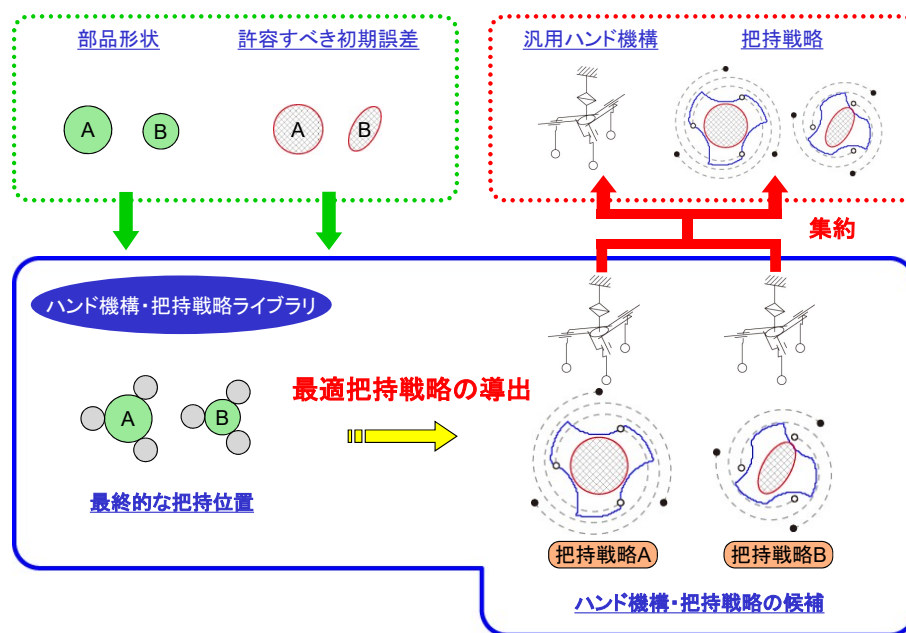 部品形状
許容すべき初期誤差
A
B
A
B
汎用ハンド機構
把持戦略
集約
ハンド機構・把持戦略ライブラリ
A
B
最適把持戦略の導出
最終的な把持位置
把持戦略A
把持戦略B
ハンド機構・把持戦略の候補